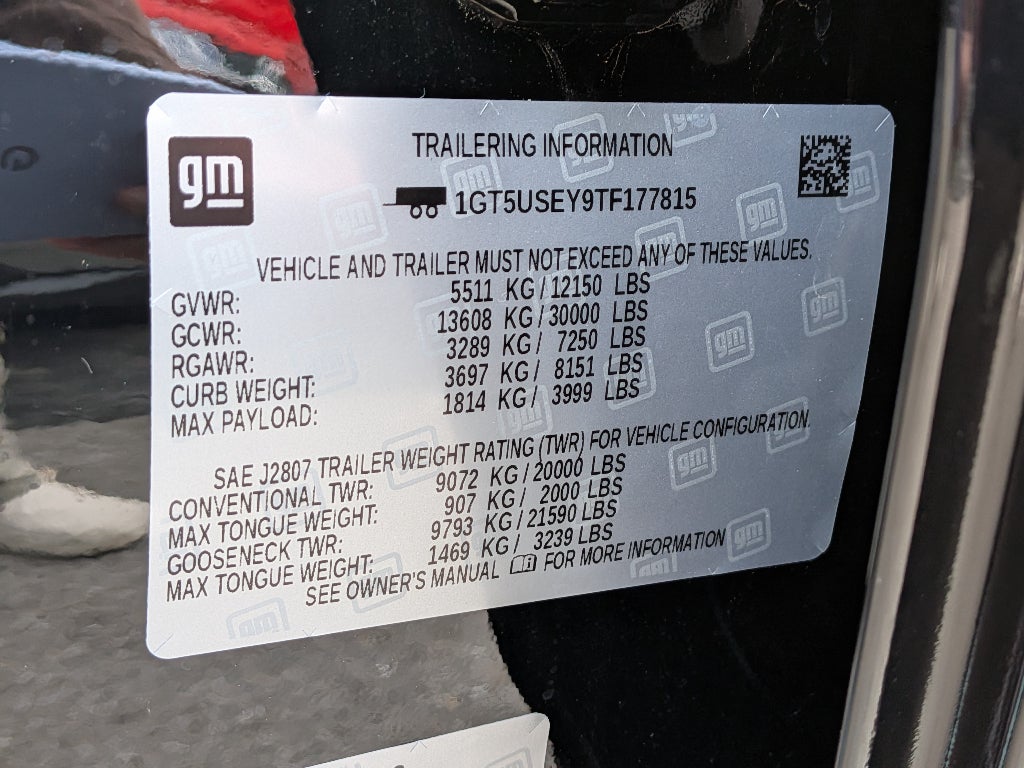 gm
TRAILERING INFORMATION
1GT5USEY9TF177815
VEHICLE AND TRAILER MUST NOT EXCEED ANY OF THESE VALUES.
GVWR: 5511 KG/12150 LBS
GCWR: 13608 KG/30000 LBS
RGAWR: 3289 KG/ 7250 LBS
CURB WEIGHT: 3697 KG/ 8151 LBS
MAX PAYLOAD: 1814 KG/ 3999 LBS
SAE J2807 TRAILER WEIGHT RATING (TWR) FOR VEHICLE CONFIGURATION.
CONVENTIONAL TWR: 9072 KG/20000 LBS
MAX TONGUE WEIGHT: 907 KG/ 2000 LBS
GOOSENECK TWR: 9793 KG/21590 LBS
MAX TONGUE WEIGHT: 1469 KG/ 3239 LBS
SEE OWNER'S MANUAL FOR MORE INFORMATION